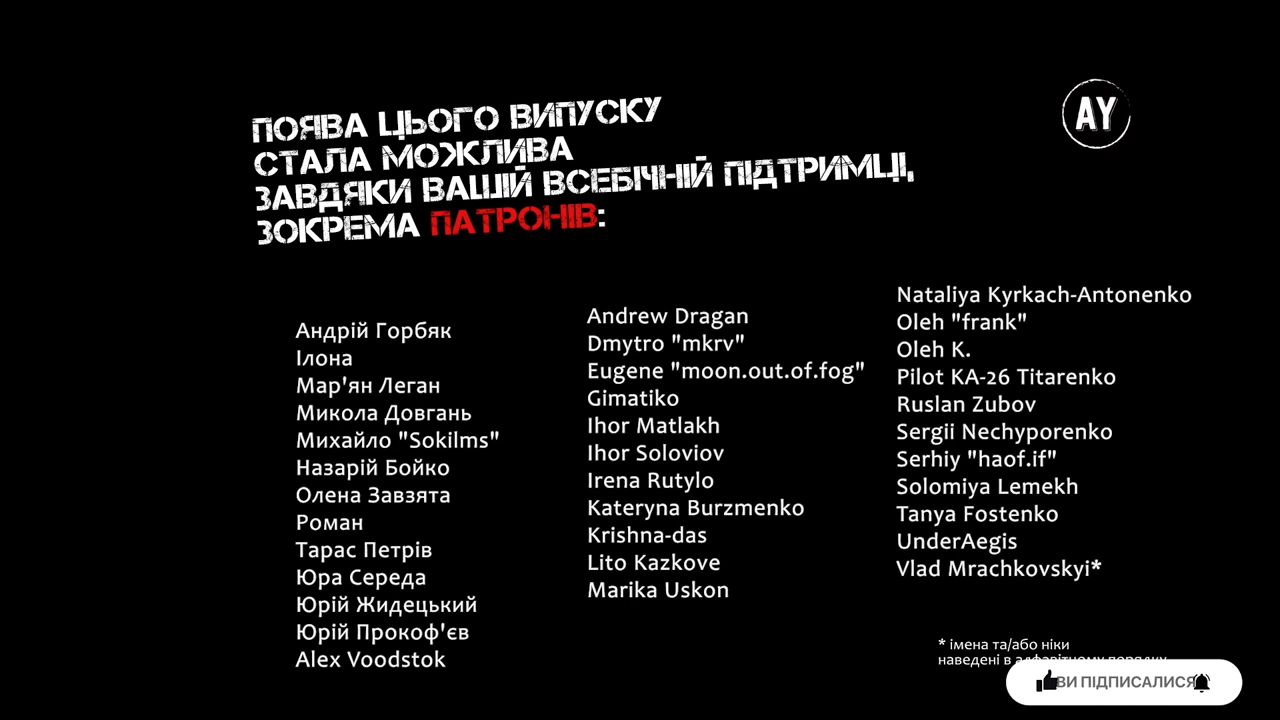 ПОЯВА ЦЬОГО ВИПУСКУ
СТАЛА МОЖЛИВА
ЗАВДЯКИ ВАШІЙ ВСЕБІЧНІЙ ПІДТРИМЦІ,
ЗОКРЕМА ПАТРОНІВ:
АУ
Андрій Горбяк
Ілона
Мар'ян Леган
Микола Довгань
Михайло "Sokilms"
Назарій Бойко
Олена Завзята
Роман
Тарас Петрів
Юра Середа
Юрій Жидецький
Юрій Прокоф'єв
Alex Voodstok
Andrew Dragan
Dmytro "mkrv"
Eugene "moon.out.of.fog"
Gimatiko
Ihor Matlakh
Ihor Soloviov
Irena Rutylo
Kateryna Burzmenko
Krishna-das
Lito Kazkove
Marika Uskon
Nataliya Kyrkach-Antonenko
Oleh "frank"
Oleh K.
Pilot KA-26 Titarenko
Ruslan Zubov
Sergii Nechyporenko
Serhiy "haof.if"
Solomiya Lemekh
Tanya Fostenko
UnderAegis
Vlad Mrachkovskyi*
* імена та/або ніки
наведені в алфавітному порядку
ВИ ПІДПИСАЛИСЯ